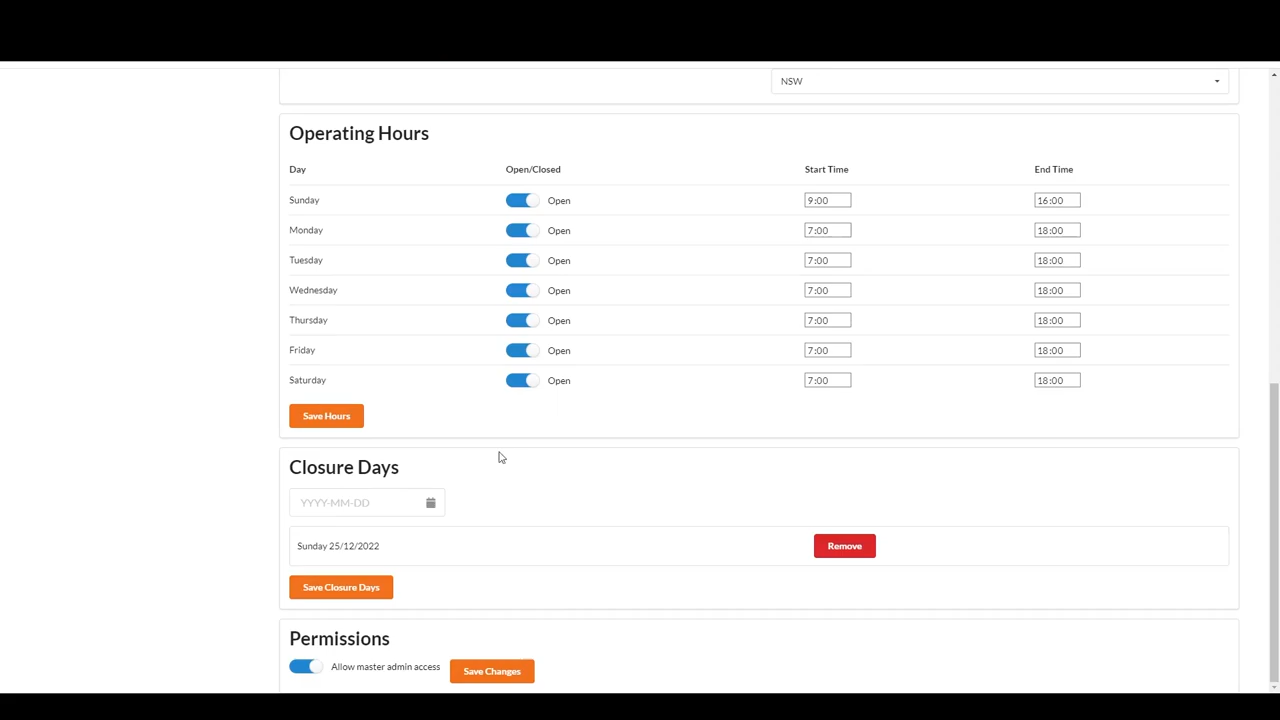 NSW
Operating Hours
Day Open/Closed Start Time End Time
Sunday Open 9:00 16:00
Monday Open 7:00 18:00
Tuesday Open 7:00 18:00
Wednesday Open 7:00 18:00
Thursday Open 7:00 18:00
Friday Open 7:00 18:00
Saturday Open 7:00 18:00
Save Hours
Closure Days
YYYY-MM-DD
Sunday 25/12/2022 Remove
Save Closure Days
Permissions
Allow master admin access Save Changes